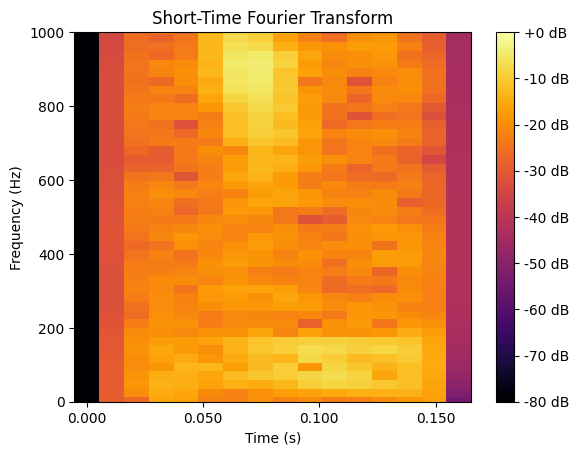 Short-Time Fourier Transform
1000
800
600
400
200
0
Frequency (Hz)
0.000
0.050
0.100
0.150
Time (s)
+0 dB
-10 dB
-20 dB
-30 dB
-40 dB
-50 dB
-60 dB
-70 dB
-80 dB